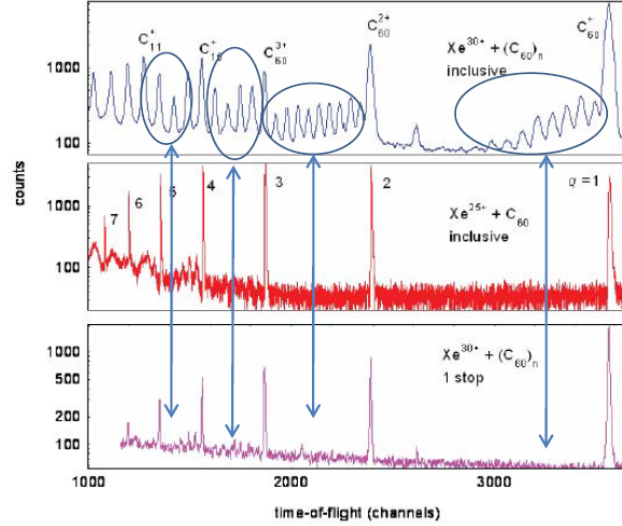 C₁₁⁺ C₁₅⁺ C₆₀³⁺ C₆₀²⁺ C₆₀⁺
Xe³⁰⁺ + (C₆₀)ₙ
inclusive
1000
100
7 6 5 4 3 2 q = 1
Xe²⁵⁺ + C₆₀
inclusive
1000
100
counts
Xe³⁰⁺ + (C₆₀)ₙ
1 stop
1000
500
200
100
1000 2000 3000
time-of-flight (channels)